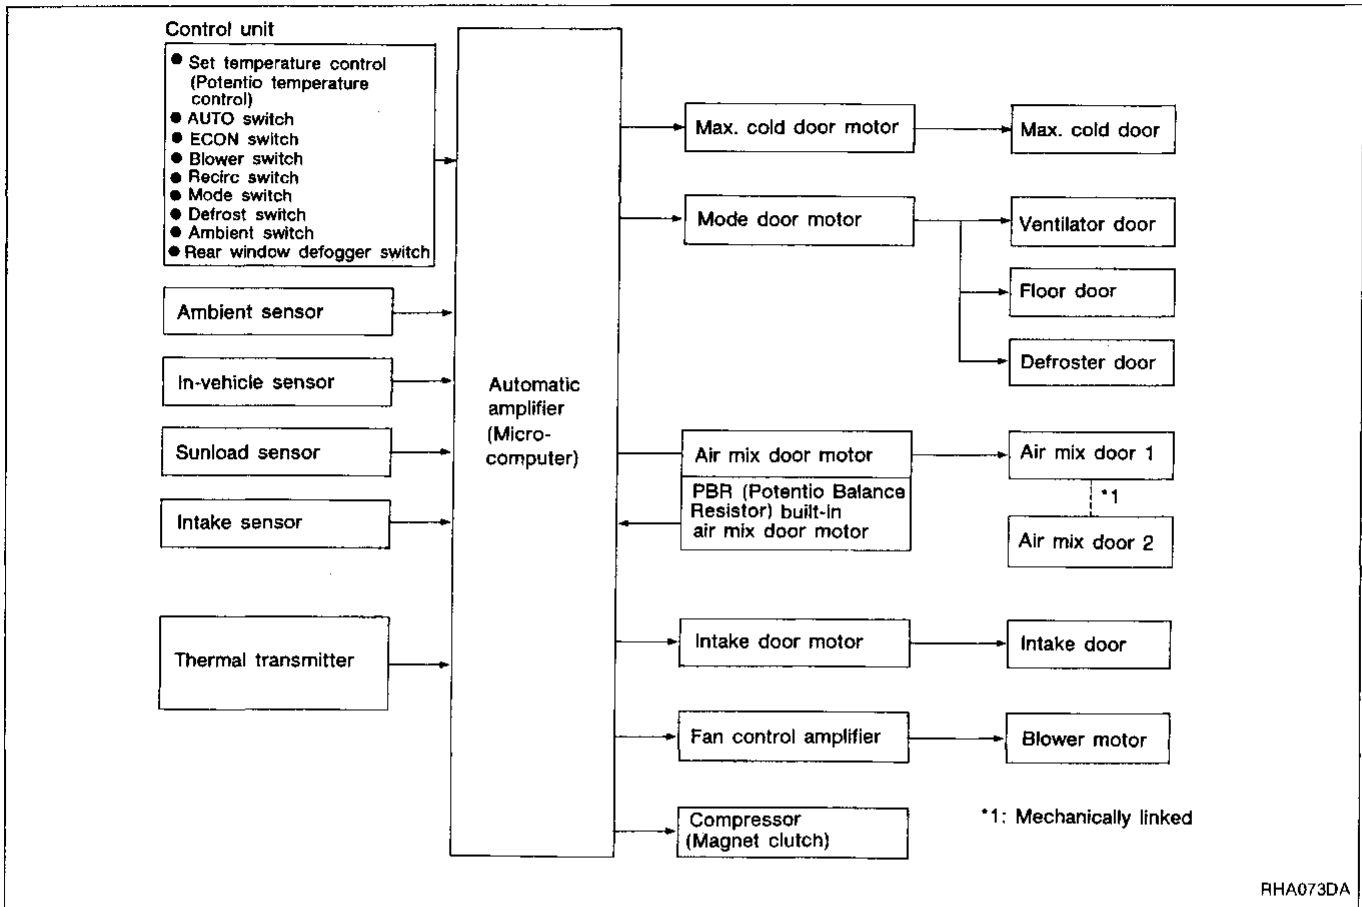 Control unit
● Set temperature control
(Potentio temperature
control)
● AUTO switch
● ECON switch
● Blower switch
● Recirc switch
● Mode switch
● Defrost switch
● Ambient switch
● Rear window defogger switch
Ambient sensor
In-vehicle sensor
Sunload sensor
Intake sensor
Thermal transmitter
Automatic
amplifier
(Micro-
computer)
Max. cold door motor
Max. cold door
Mode door motor
Ventilator door
Floor door
Defroster door
Air mix door motor
PBR (Potentio Balance
Resistor) built-in
air mix door motor
Air mix door 1
*1
Air mix door 2
Intake door motor
Intake door
Fan control amplifier
Blower motor
Compressor
(Magnet clutch)
*1: Mechanically linked
RHA073DA